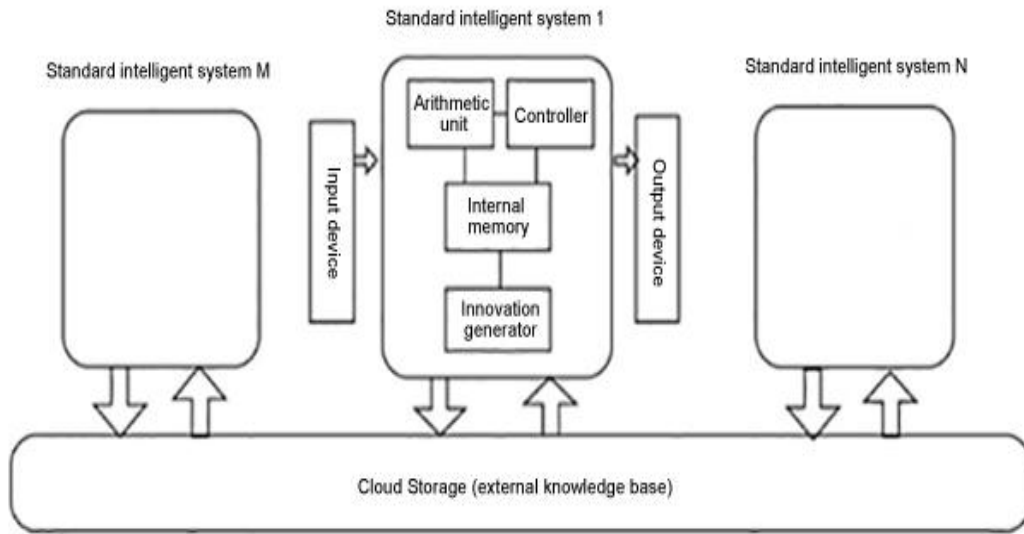 Standard intelligent system 1
Standard intelligent system M
Standard intelligent system N
Arithmetic
unit
Controller
Input device
Output device
Internal
memory
Innovation
generator
Cloud Storage (external knowledge base)